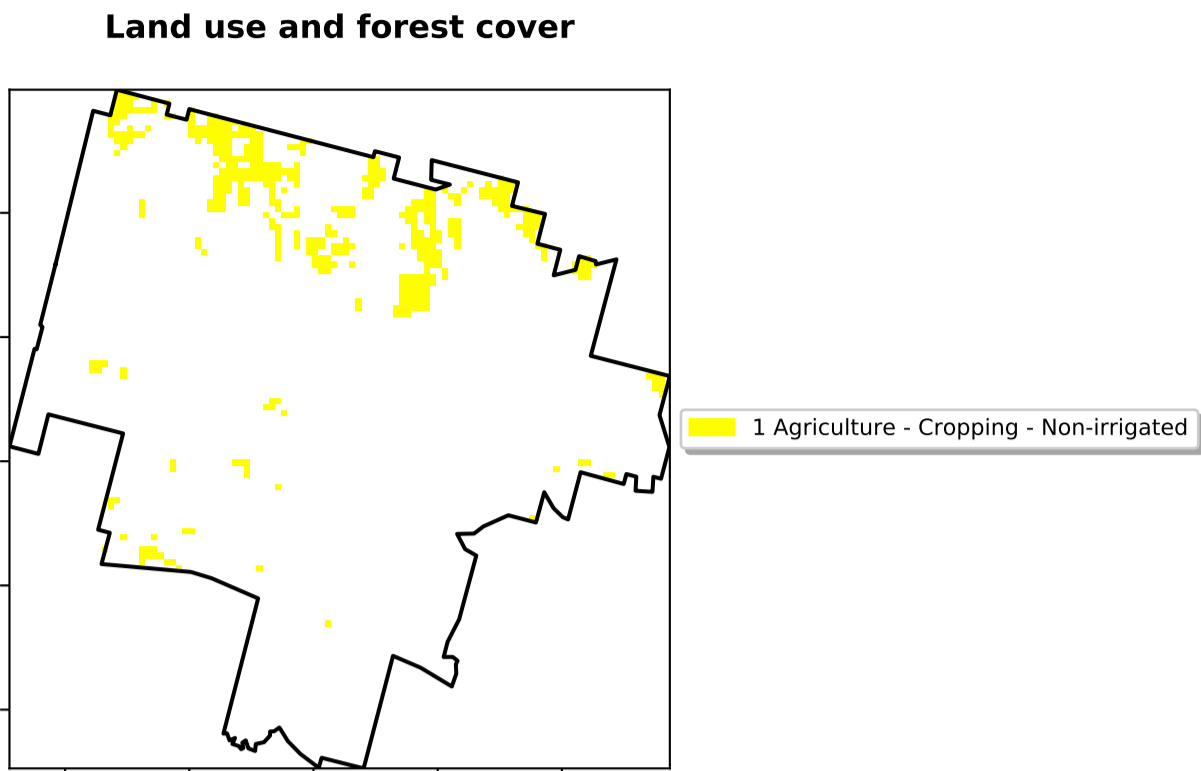 Land use and forest cover
1 Agriculture - Cropping - Non-irrigated